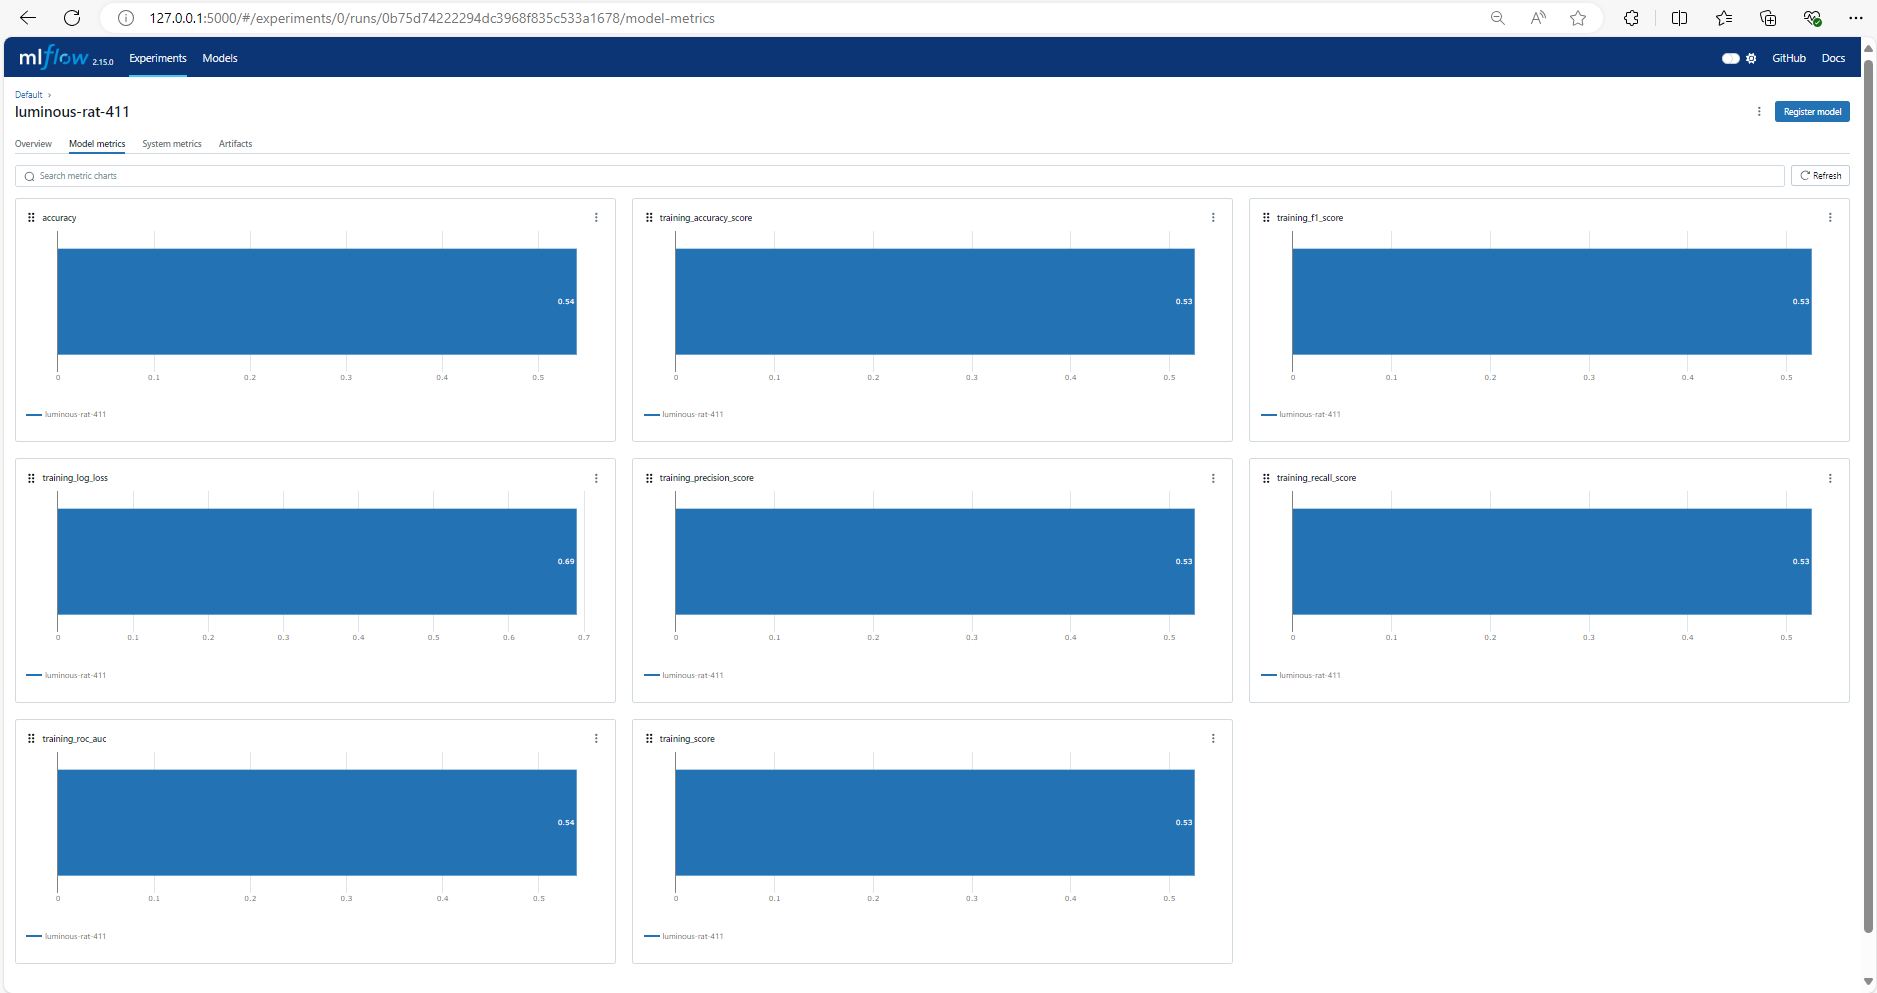 127.0.0.1:5000/#/experiments/0/runs/0b75d74222294dc3968f835c533a1678/model-metrics
mlflow 2.15.0 Experiments Models GitHub Docs
Default
luminous-rat-411
Register model
Overview Model metrics System metrics Artifacts
Search metric charts
Refresh
accuracy
0.54
0 0.1 0.2 0.3 0.4 0.5
luminous-rat-411
training_accuracy_score
0.53
0 0.1 0.2 0.3 0.4 0.5
luminous-rat-411
training_f1_score
0.53
0 0.1 0.2 0.3 0.4 0.5
luminous-rat-411
training_log_loss
0.69
0 0.1 0.2 0.3 0.4 0.5 0.6 0.7
luminous-rat-411
training_precision_score
0.53
0 0.1 0.2 0.3 0.4 0.5
luminous-rat-411
training_recall_score
0.53
0 0.1 0.2 0.3 0.4 0.5
luminous-rat-411
training_roc_auc
0.54
0 0.1 0.2 0.3 0.4 0.5
luminous-rat-411
training_score
0.53
0 0.1 0.2 0.3 0.4 0.5
luminous-rat-411